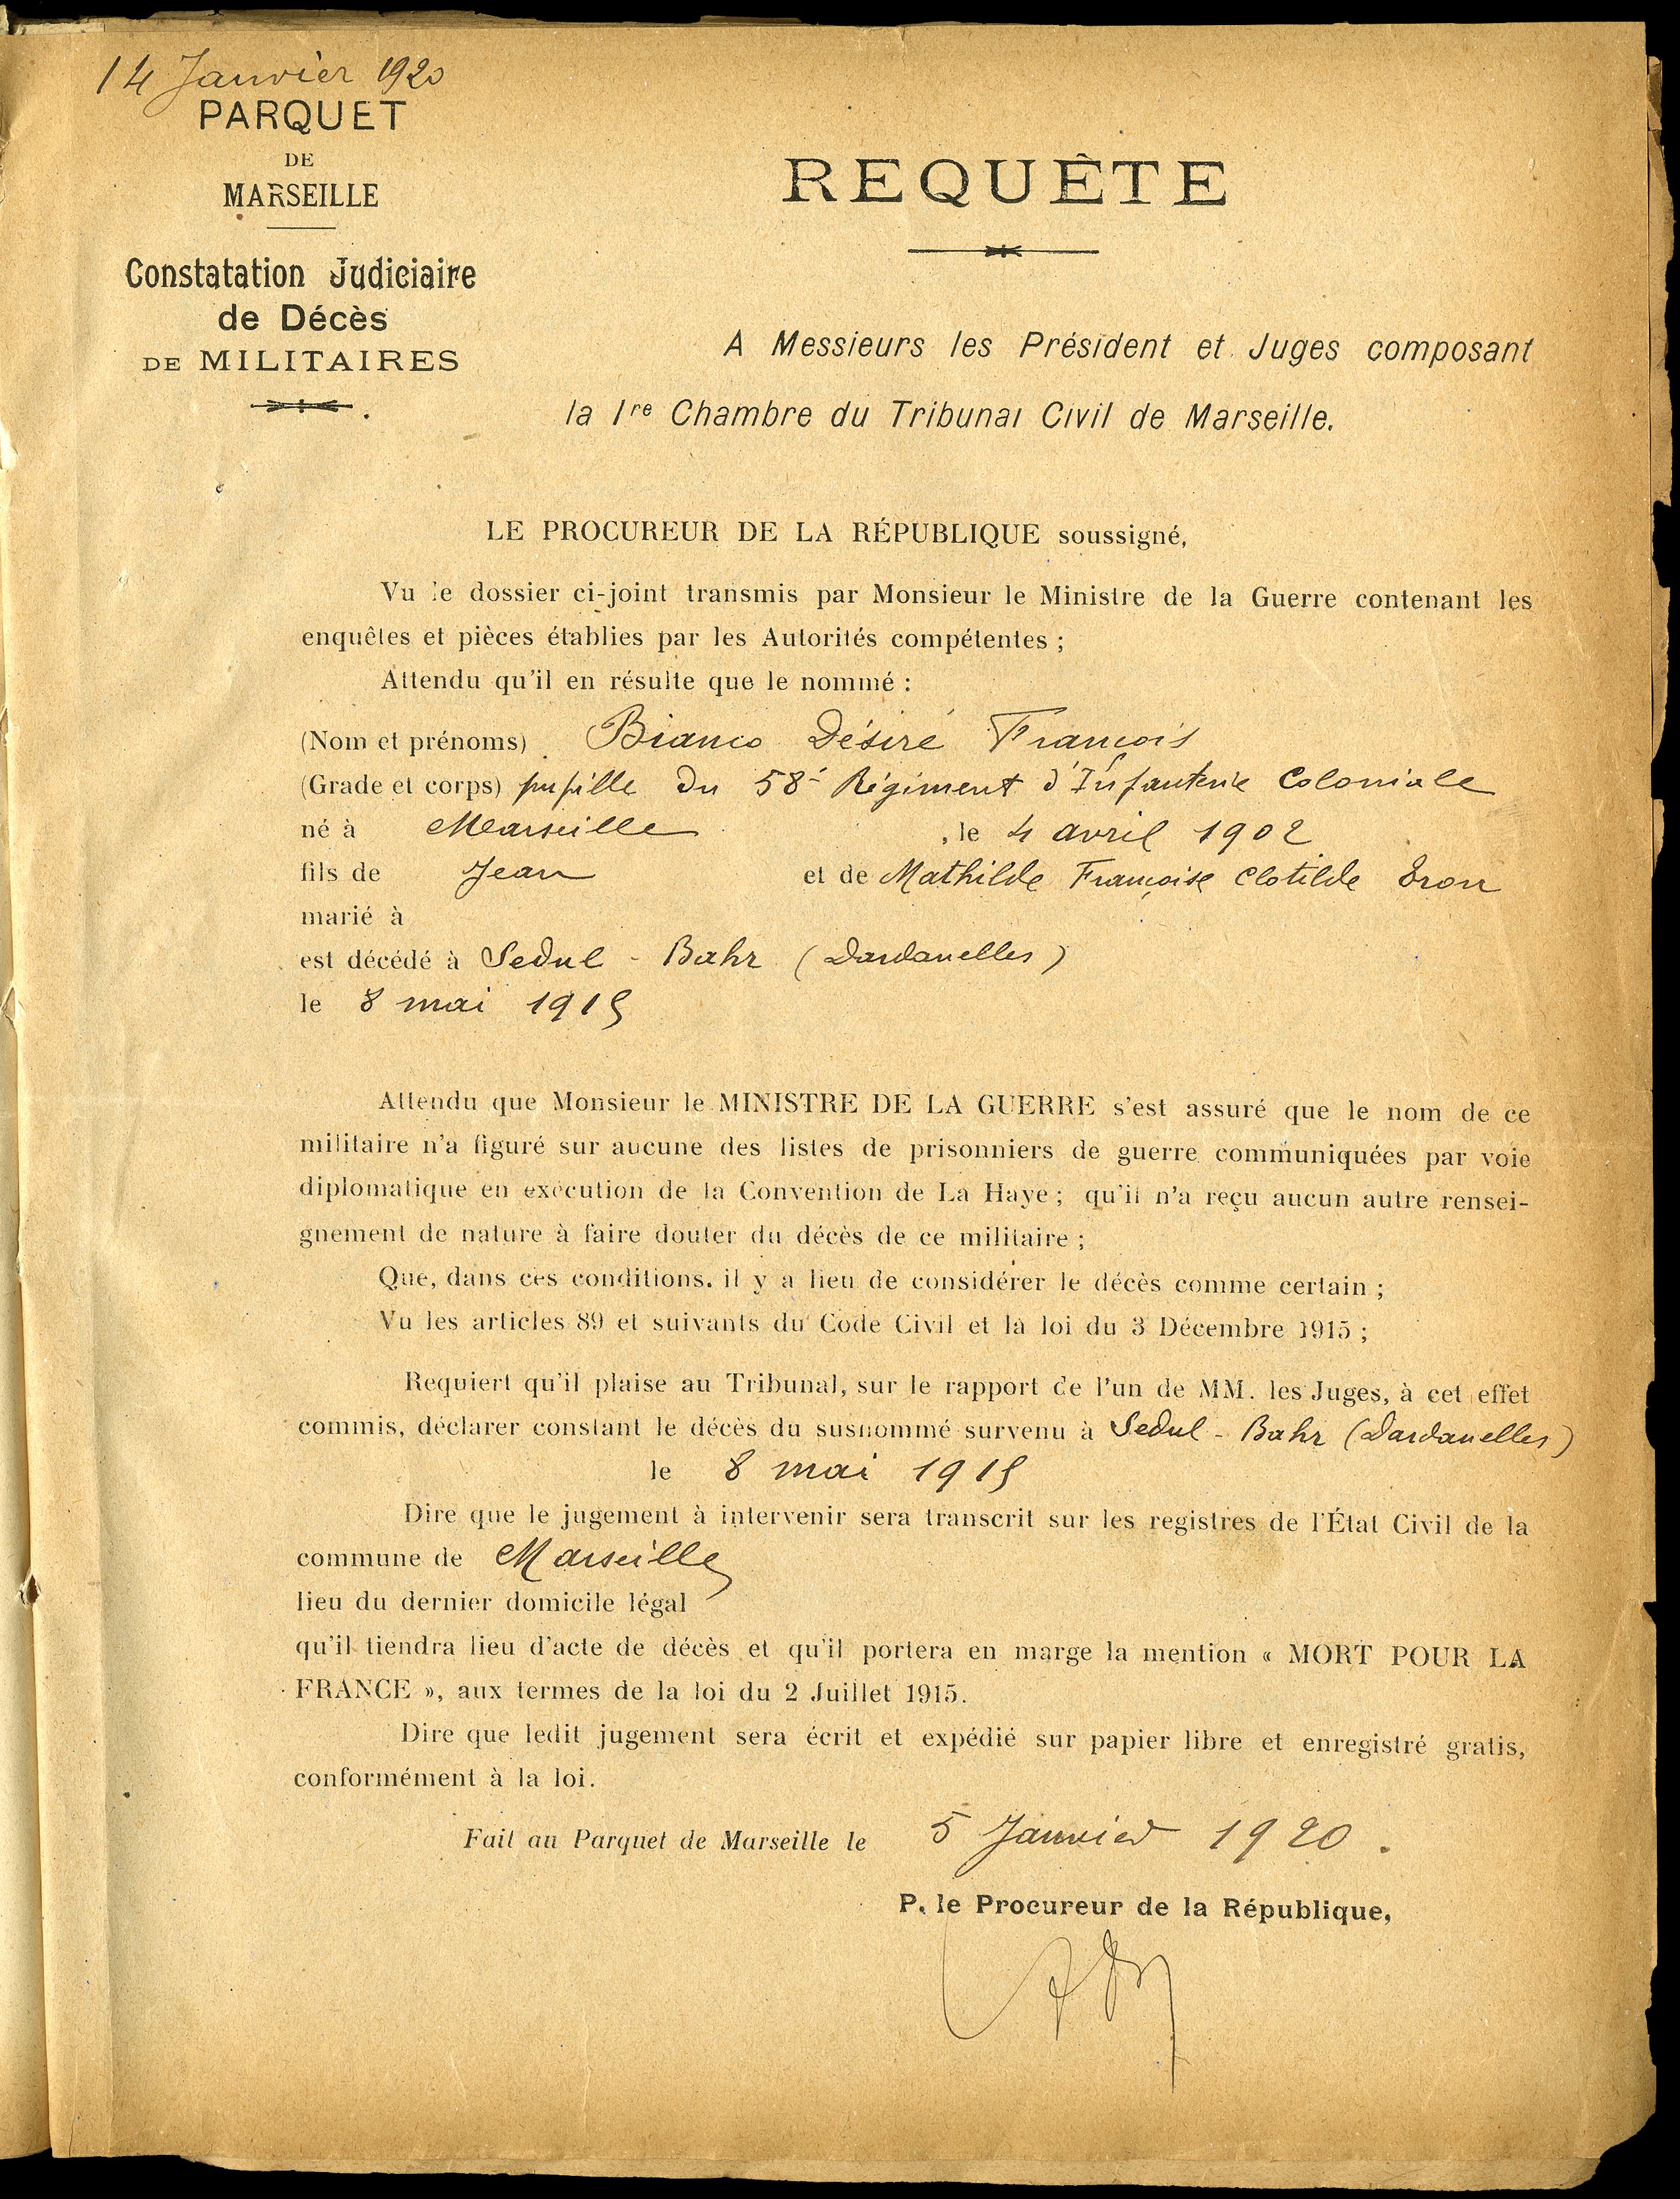 14 Janvier 1920
PARQUET
DE
MARSEILLE
Constatation Judiciaire
de Décès
DE MILITAIRES
REQUÊTE
A Messieurs les Président et Juges composant
la 1re Chambre du Tribunal Civil de Marseille.
LE PROCUREUR DE LA RÉPUBLIQUE soussigné,
Vu le dossier ci-joint transmis par Monsieur le Ministre de la Guerre contenant les
enquêtes et pièces établies par les Autorités compétentes ;
Attendu qu'il en résulte que le nommé :
(Nom et prénoms) Bianco Désiré François
(Grade et corps) pupille du 58e Régiment d'Infanterie Coloniale
né à Marseille, le 4 avril 1902
fils de Jean et de Mathilde Françoise Clotilde Eron
marié à
est décédé à Sedul - Bahr (Dardanelles)
le 8 mai 1915
Attendu que Monsieur le MINISTRE DE LA GUERRE s'est assuré que le nom de ce
militaire n'a figuré sur aucune des listes de prisonniers de guerre communiquées par voie
diplomatique en exécution de la Convention de La Haye ; qu'il n'a reçu aucun autre rensei-
gnement de nature à faire douter du décès de ce militaire ;
Que, dans ces conditions. il y a lieu de considérer le décès comme certain ;
Vu les articles 89 et suivants du Code Civil et la loi du 3 Décembre 1915 ;
Requiert qu'il plaise au Tribunal, sur le rapport de l'un de MM. les Juges, à cet effet
commis, déclarer constant le décès du susnommé survenu à Sedul - Bahr (Dardanelles)
le 8 mai 1915
Dire que le jugement à intervenir sera transcrit sur les registres de l'État Civil de la
commune de Marseille
lieu du dernier domicile légal
qu'il tiendra lieu d'acte de décès et qu'il portera en marge la mention « MORT POUR LA
FRANCE », aux termes de la loi du 2 Juillet 1915.
Dire que ledit jugement sera écrit et expédié sur papier libre et enregistré gratis,
conformément à la loi.
Fait au Parquet de Marseille le 5 Janvier 1920.
P. le Procureur de la République,